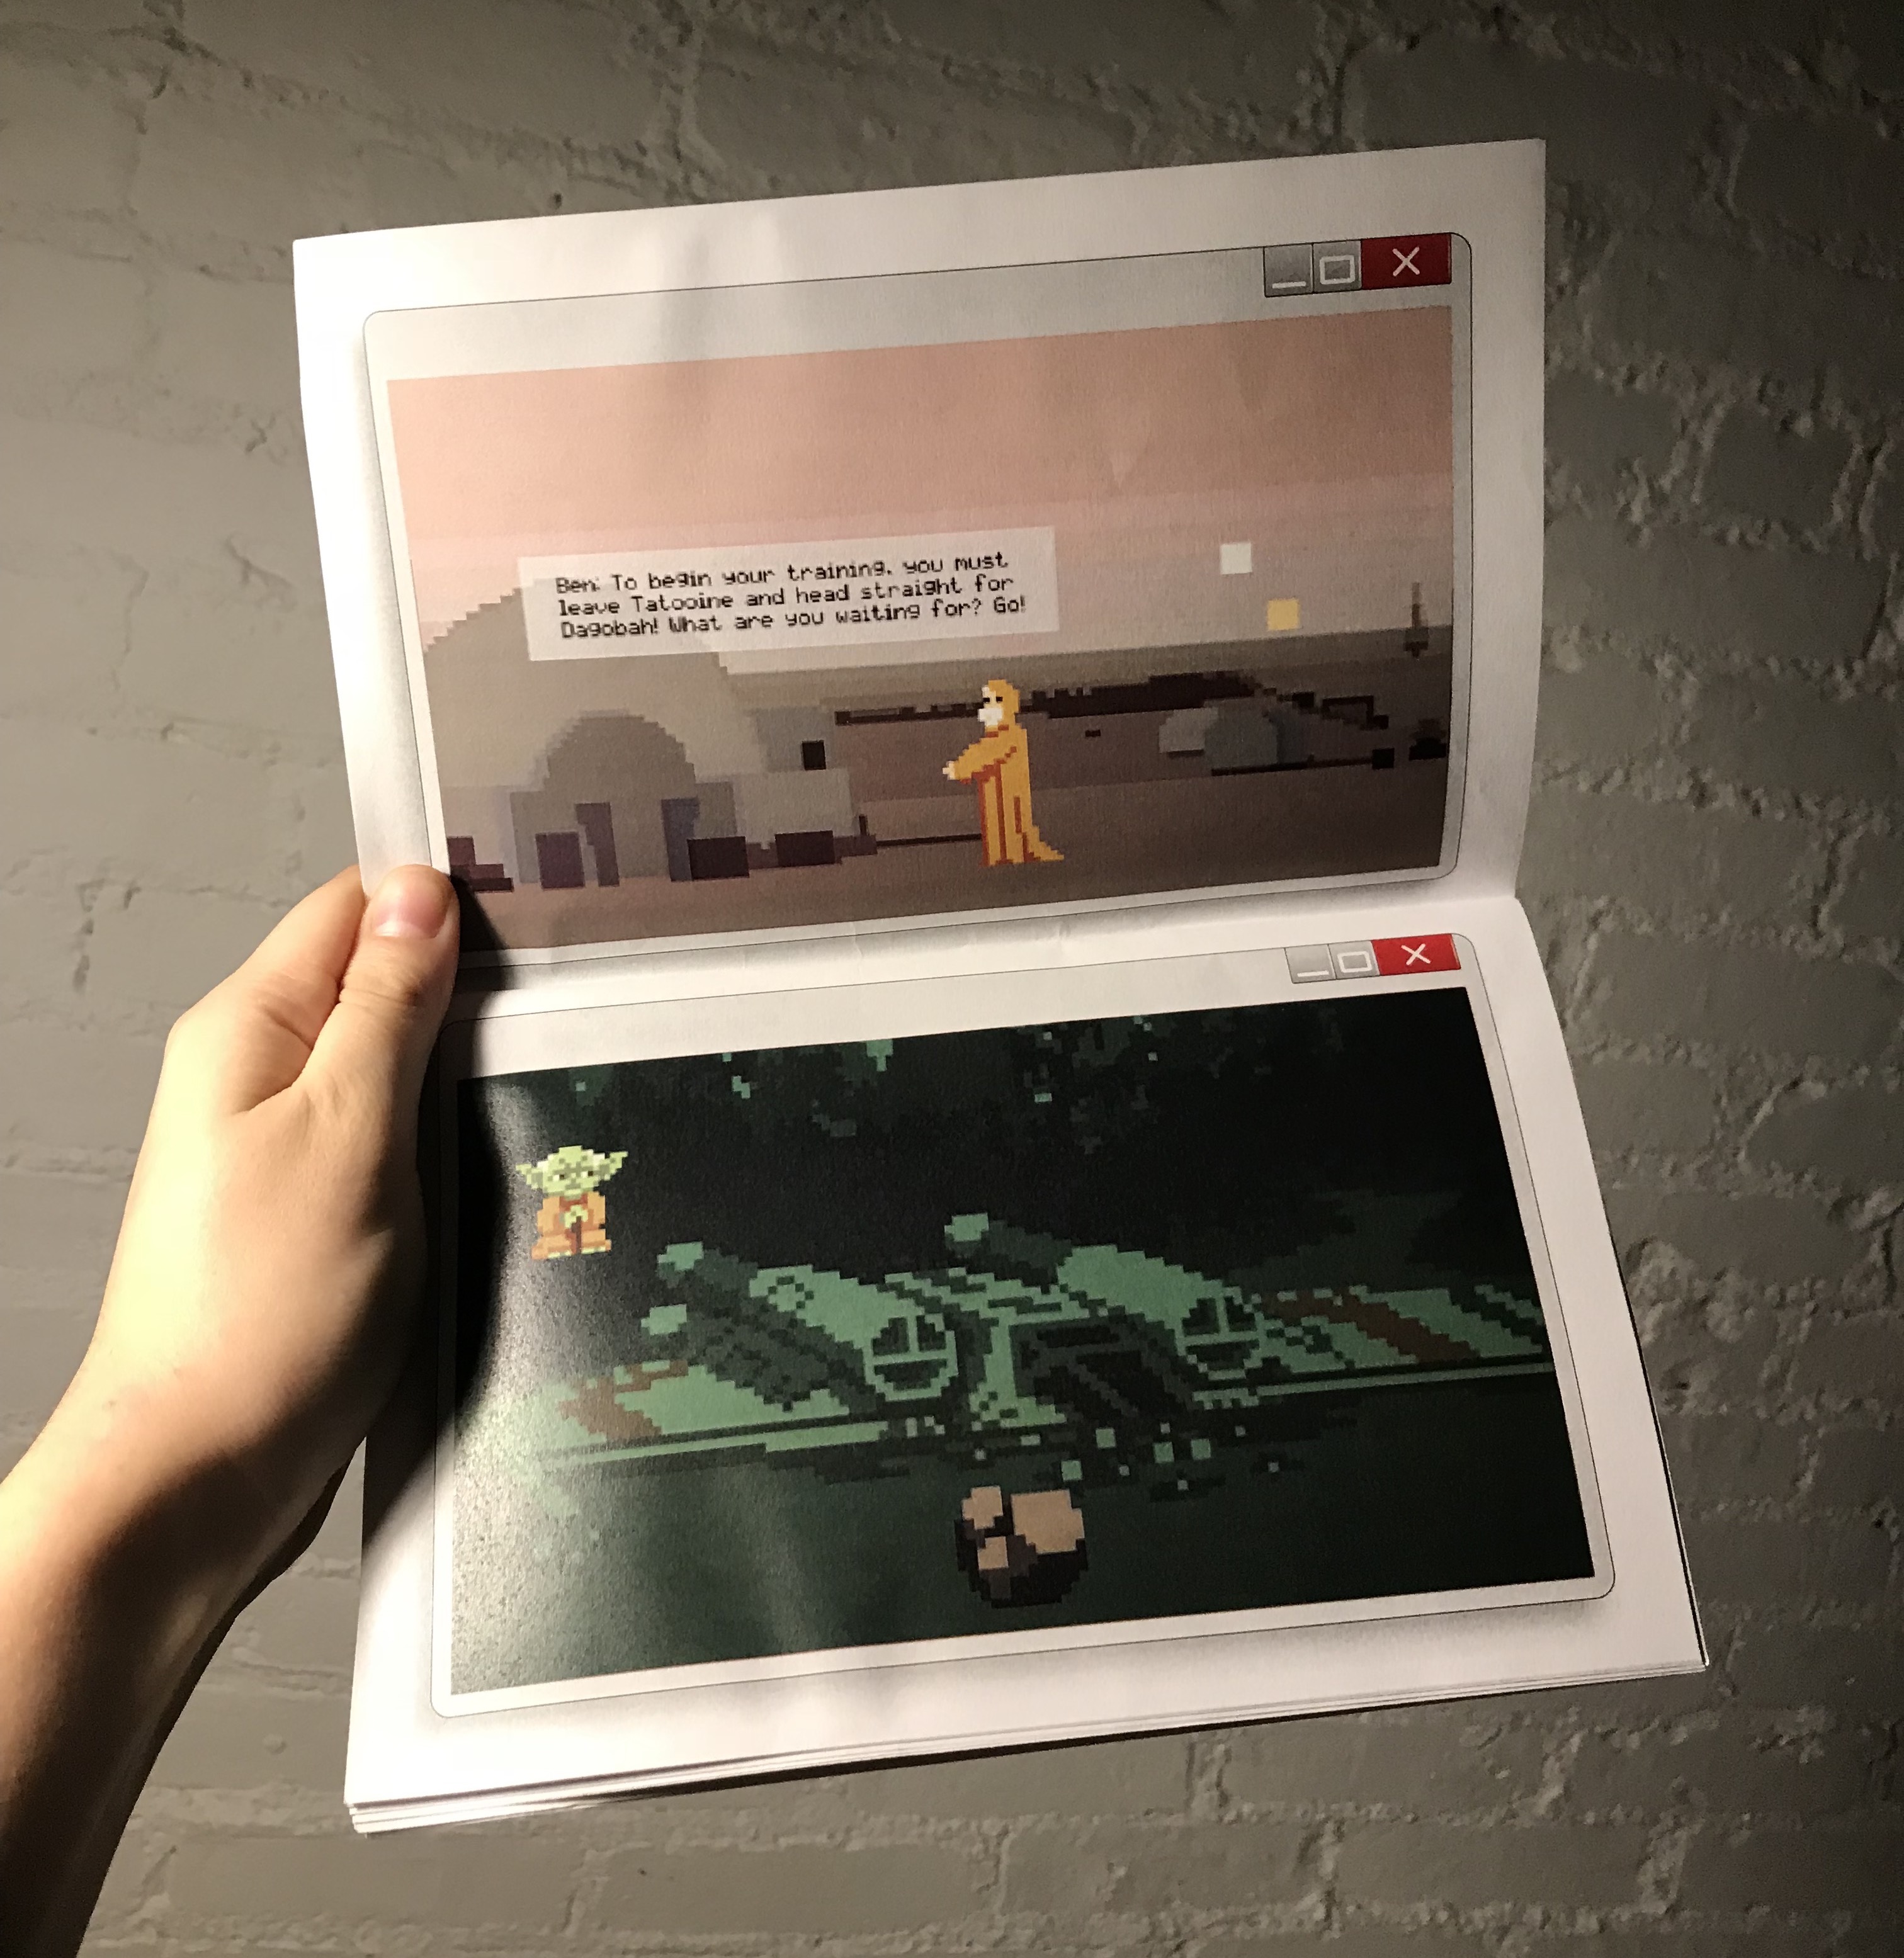 Ben: To begin your training, you must
leave Tatooine and head straight for
Dagobah! What are you waiting for? Go!